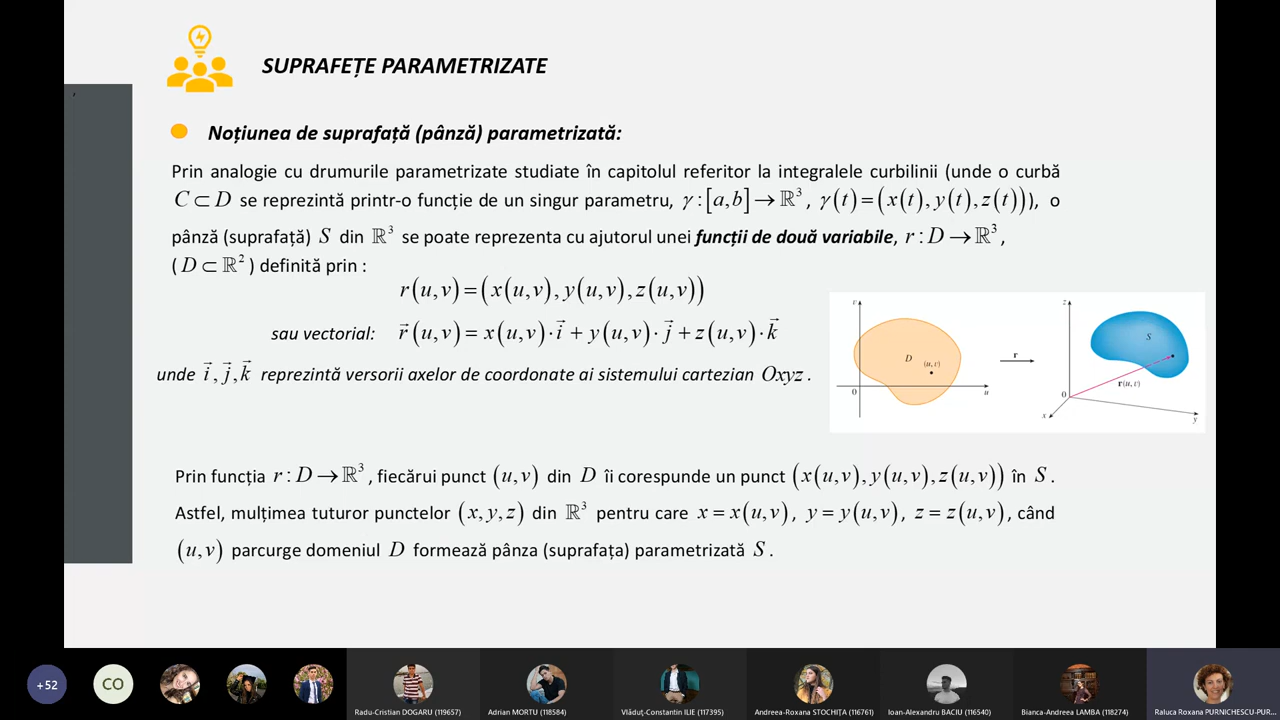 SUPRAFEȚE PARAMETRIZATE
Noțiunea de suprafață (pânză) parametrizată:
Prin analogie cu drumurile parametrizate studiate în capitolul referitor la integralele curbilinii (unde o curbă
C ⊂ D se reprezintă printr-o funcție de un singur parametru, γ : [a,b] → ℝ³, γ(t) = (x(t), y(t), z(t))), o
pânză (suprafață) S din ℝ³ se poate reprezenta cu ajutorul unei funcții de două variabile, r : D → ℝ³,
(D ⊂ ℝ²) definită prin :
r(u,v) = (x(u,v), y(u,v), z(u,v))
sau vectorial: r⃗(u,v) = x(u,v)·i⃗ + y(u,v)·j⃗ + z(u,v)·k⃗
unde i⃗, j⃗, k⃗ reprezintă versorii axelor de coordonate ai sistemului cartezian Oxyz.
v
D
(u, v)
0
u
r
z
S
r(u, v)
0
x
y
Prin funcția r : D → ℝ³, fiecărui punct (u,v) din D îi corespunde un punct (x(u,v), y(u,v), z(u,v)) în S.
Astfel, mulțimea tuturor punctelor (x, y, z) din ℝ³ pentru care x = x(u,v), y = y(u,v), z = z(u,v), când
(u,v) parcurge domeniul D formează pânza (suprafața) parametrizată S.
+52
CO
Radu-Cristian DOGARU (119657)
Adrian MORTU (118584)
Vlăduț-Constantin ILIE (117395)
Andreea-Roxana STOCHIȚA (116761)
Ioan-Alexandru BACIU (116540)
Bianca-Andreea LAMBA (118274)
Raluca Roxana PURNICHESCU-PUR...